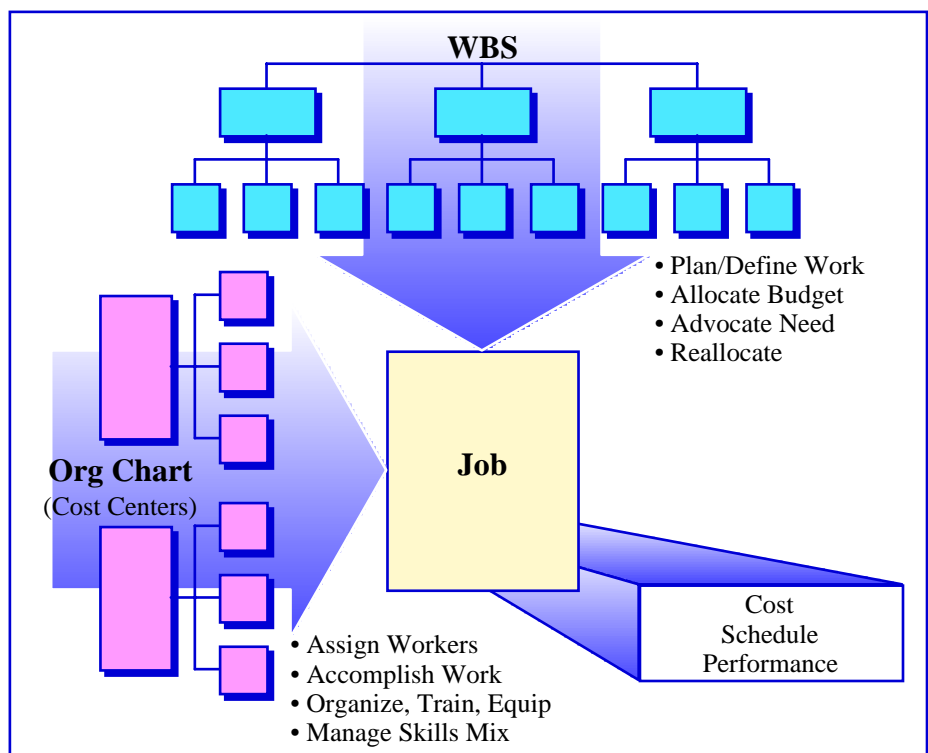 WBS
• Plan/Define Work
• Allocate Budget
• Advocate Need
• Reallocate
Org Chart
(Cost Centers)
Job
• Assign Workers
• Accomplish Work
• Organize, Train, Equip
• Manage Skills Mix
Cost
Schedule
Performance